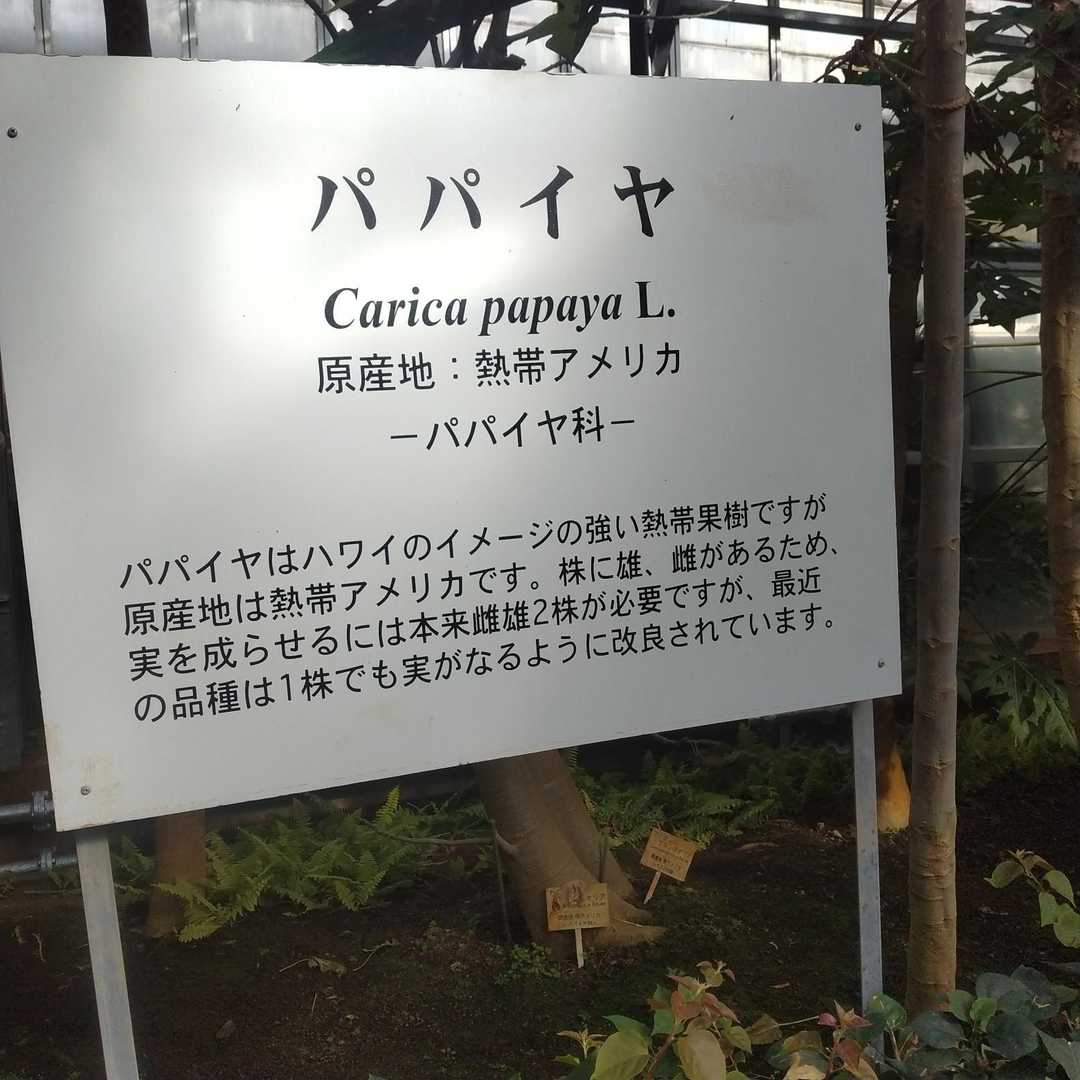 パパイヤ
Carica papaya L.
原産地：熱帯アメリカ
－パパイヤ科－
パパイヤはハワイのイメージの強い熱帯果樹ですが
原産地は熱帯アメリカです。株に雄、雌があるため、
実を成らせるには本来雌雄2株が必要ですが、最近
の品種は1株でも実がなるように改良されています。